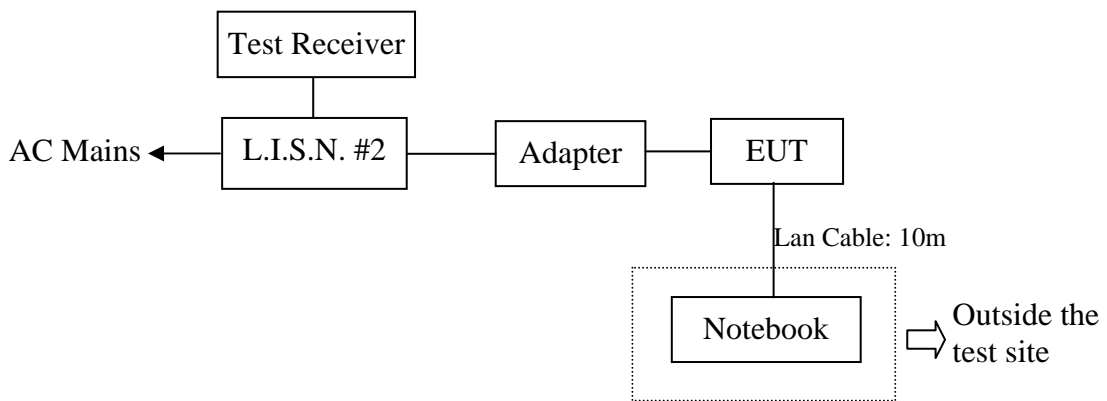 Test Receiver
AC Mains
L.I.S.N. #2
Adapter
EUT
Lan Cable: 10m
Notebook
Outside the
test site